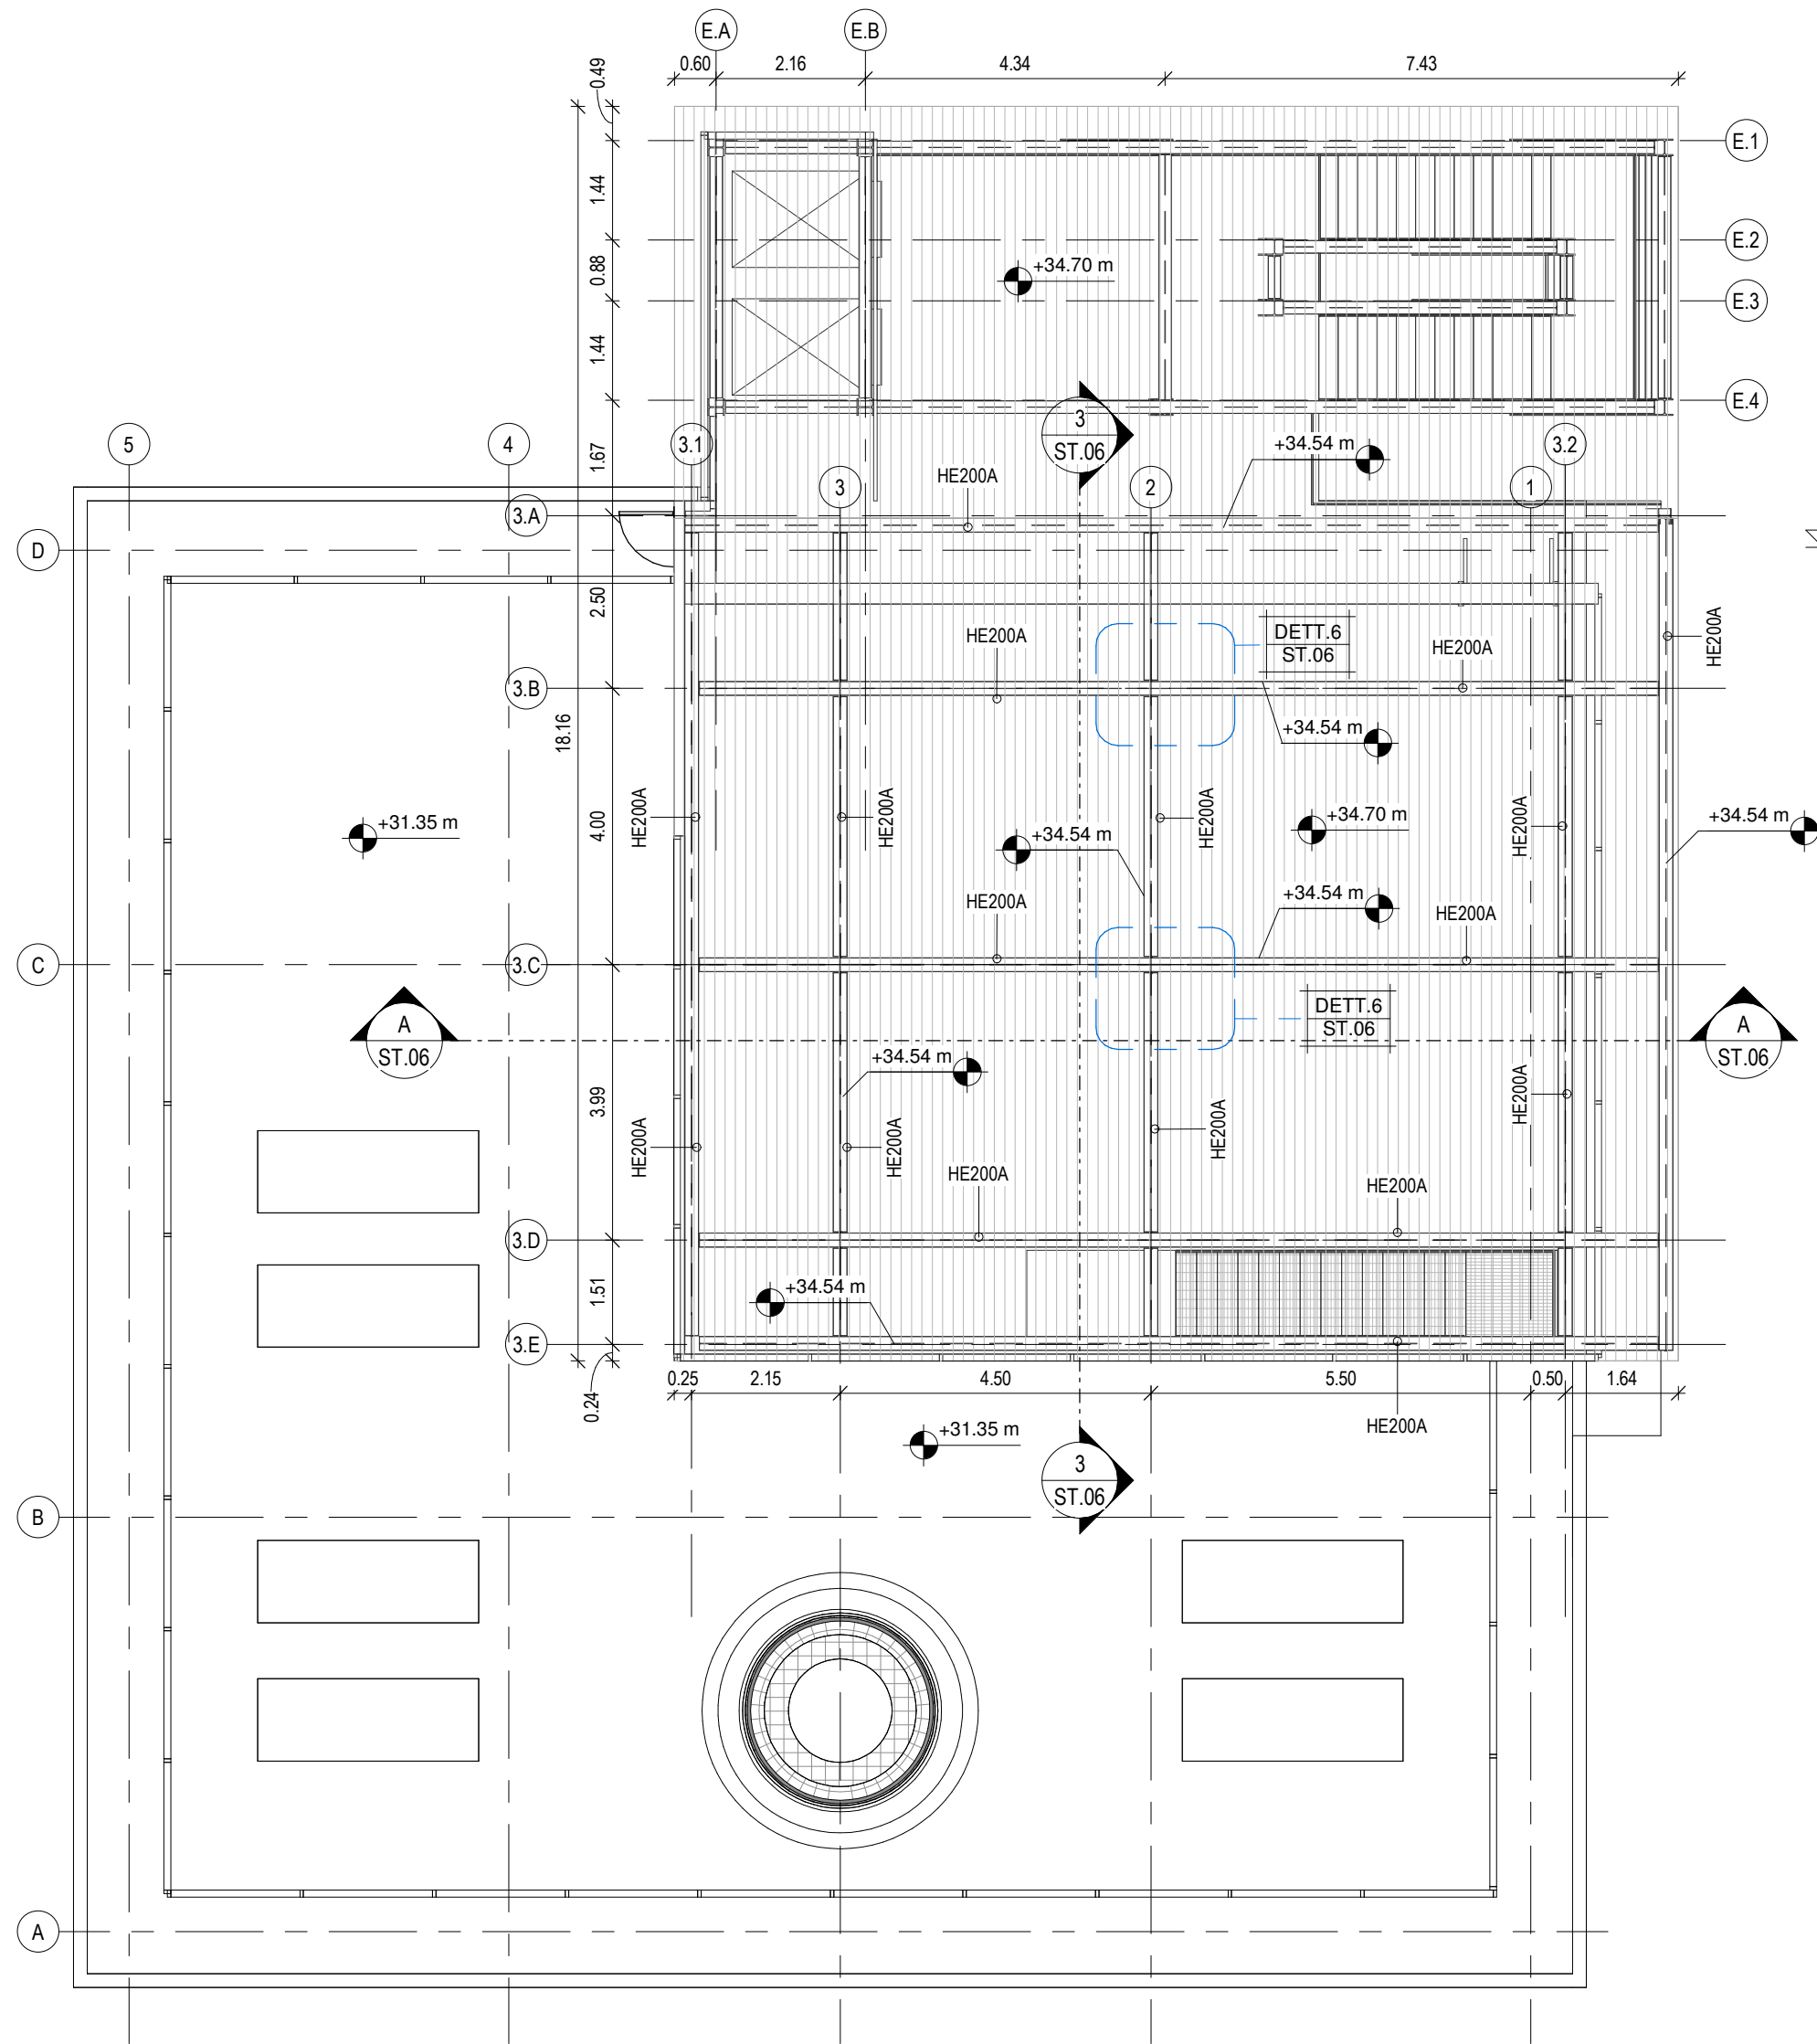 E.A
E.B
0.60
2.16
4.34
7.43
0.49
E.1
1.44
E.2
0.88
+34.70 m
E.3
1.44
E.4
5
4
3.1
1.67
3
ST.06
+34.54 m
3.2
HE200A
3
2
1
3.A
D
2.50
HE200A
DETT.6
ST.06
HE200A
HE200A
3.B
18.16
+34.54 m
+31.35 m
4.00
HE200A
HE200A
+34.54 m
HE200A
+34.70 m
HE200A
+34.54 m
HE200A
+34.54 m
HE200A
C
3.C
A
ST.06
DETT.6
ST.06
A
ST.06
+34.54 m
3.99
HE200A
HE200A
HE200A
HE200A
HE200A
HE200A
3.D
1.51
+34.54 m
3.E
0.24
0.25
2.15
4.50
5.50
0.50
1.64
HE200A
+31.35 m
3
ST.06
B
A